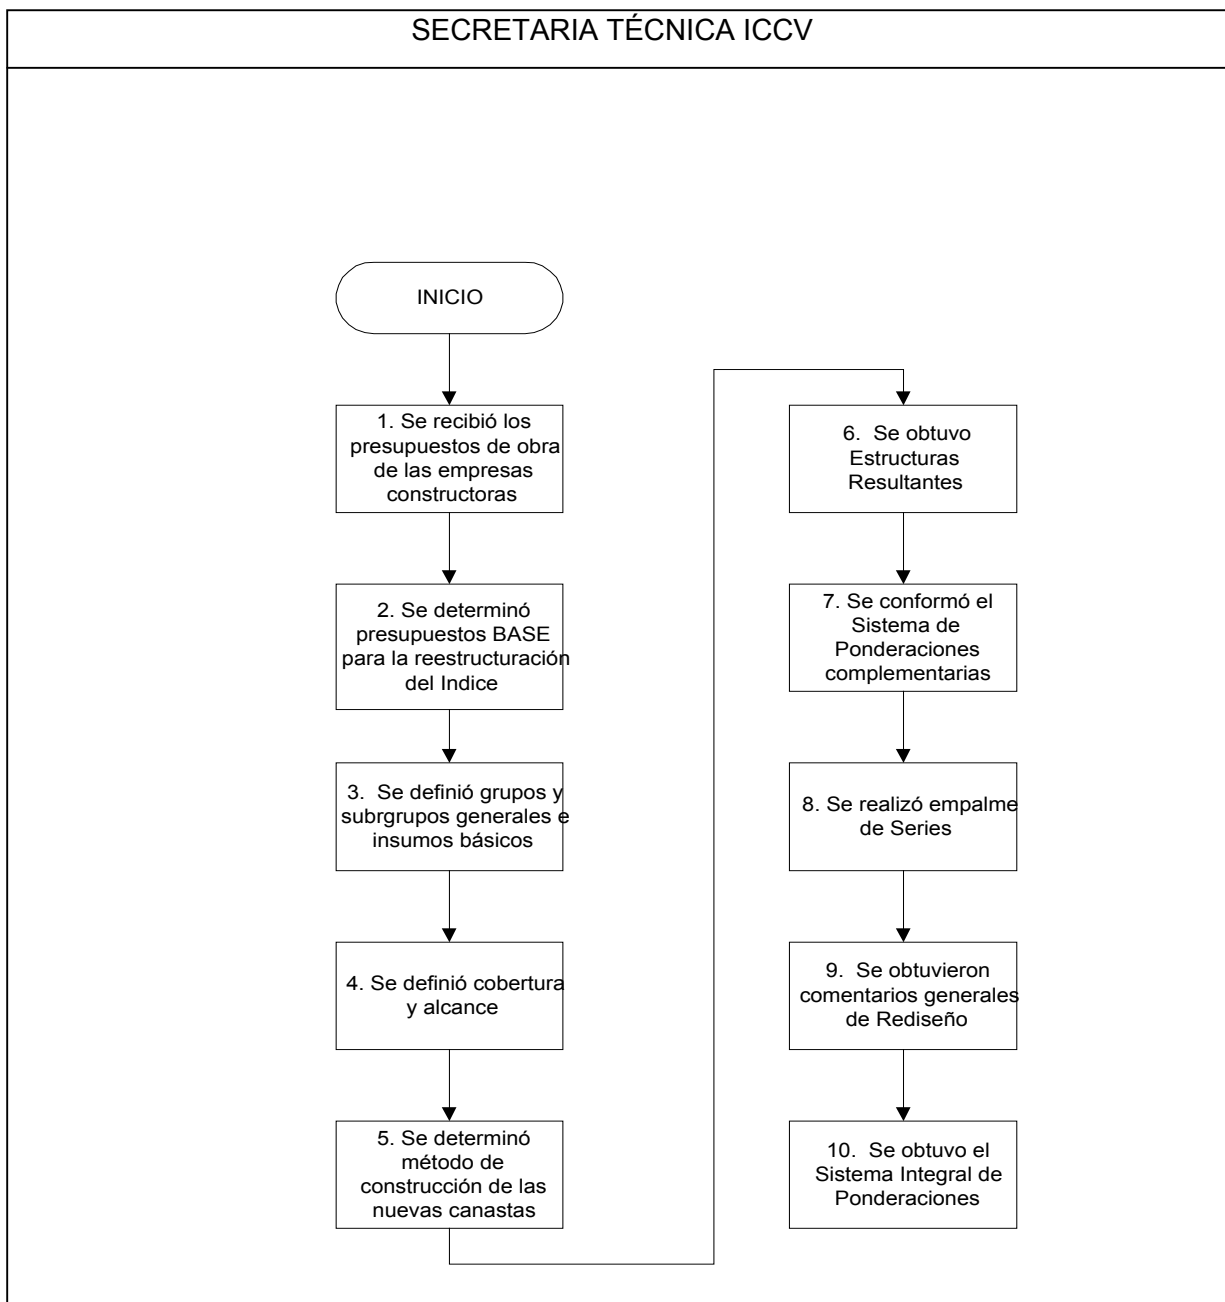 SECRETARIA TÉCNICA ICCV
INICIO
1. Se recibió los
presupuestos de obra
de las empresas
constructoras
2. Se determinó
presupuestos BASE
para la reestructuración
del Indice
3. Se definió grupos y
subrgrupos generales e
insumos básicos
4. Se definió cobertura
y alcance
5. Se determinó
método de
construcción de las
nuevas canastas
6. Se obtuvo
Estructuras
Resultantes
7. Se conformó el
Sistema de
Ponderaciones
complementarias
8. Se realizó empalme
de Series
9. Se obtuvieron
comentarios generales
de Rediseño
10. Se obtuvo el
Sistema Integral de
Ponderaciones